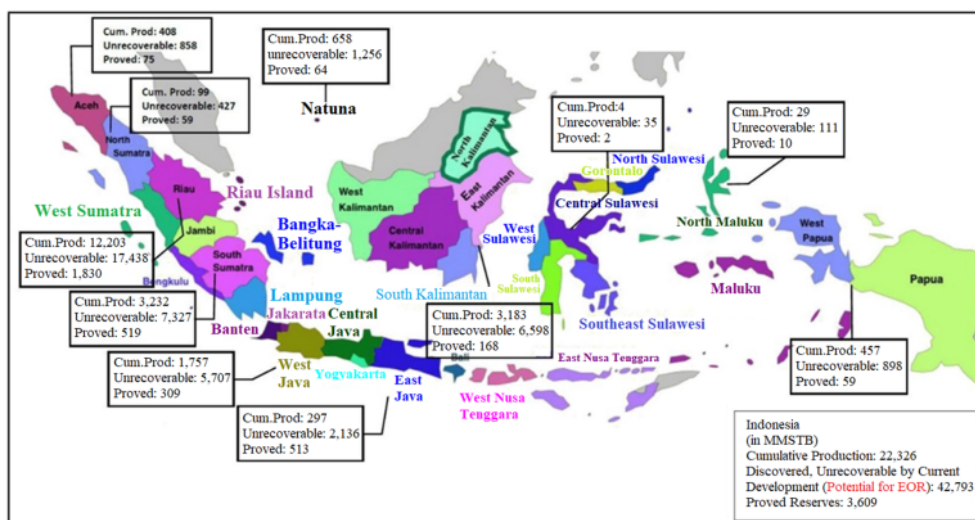 Cum. Prod: 408
Unrecoverable: 858
Proved: 75
Cum. Prod: 99
Unrecoverable: 427
Proved: 59
Cum.Prod: 658
unrecoverable: 1,256
Proved: 64
Natuna
Cum.Prod:4
Unrecoverable: 35
Proved: 2
Cum.Prod: 29
Unrecoverable: 111
Proved: 10
Aceh
North
Sumatra
Riau
Riau Island
West Sumatra
Jambi
Bangka-
Belitung
South
Sumatra
Bengkulu
Lampung
Jakarata
Banten
Central
Java
West
Java
Yogyakarta
East
Java
Bali
West Nusa
Tenggara
East Nusa Tenggara
North
Kalimantan
West
Kalimantan
East
Kalimantan
Central
Kalimantan
South Kalimantan
North Sulawesi
Gorontalo
Central Sulawesi
West
Sulawesi
South
Sulawesi
Southeast Sulawesi
North Maluku
Maluku
West
Papua
Papua
Cum.Prod: 12,203
Unrecoverable: 17,438
Proved: 1,830
Cum.Prod: 3,232
Unrecoverable: 7,327
Proved: 519
Cum.Prod: 1,757
Unrecoverable: 5,707
Proved: 309
Cum.Prod: 297
Unrecoverable: 2,136
Proved: 513
Cum.Prod: 3,183
Unrecoverable: 6,598
Proved: 168
Cum.Prod: 457
Unrecoverable: 898
Proved: 59
Indonesia
(in MMSTB)
Cumulative Production: 22,326
Discovered, Unrecoverable by Current
Development (Potential for EOR): 42,793
Proved Reserves: 3,609